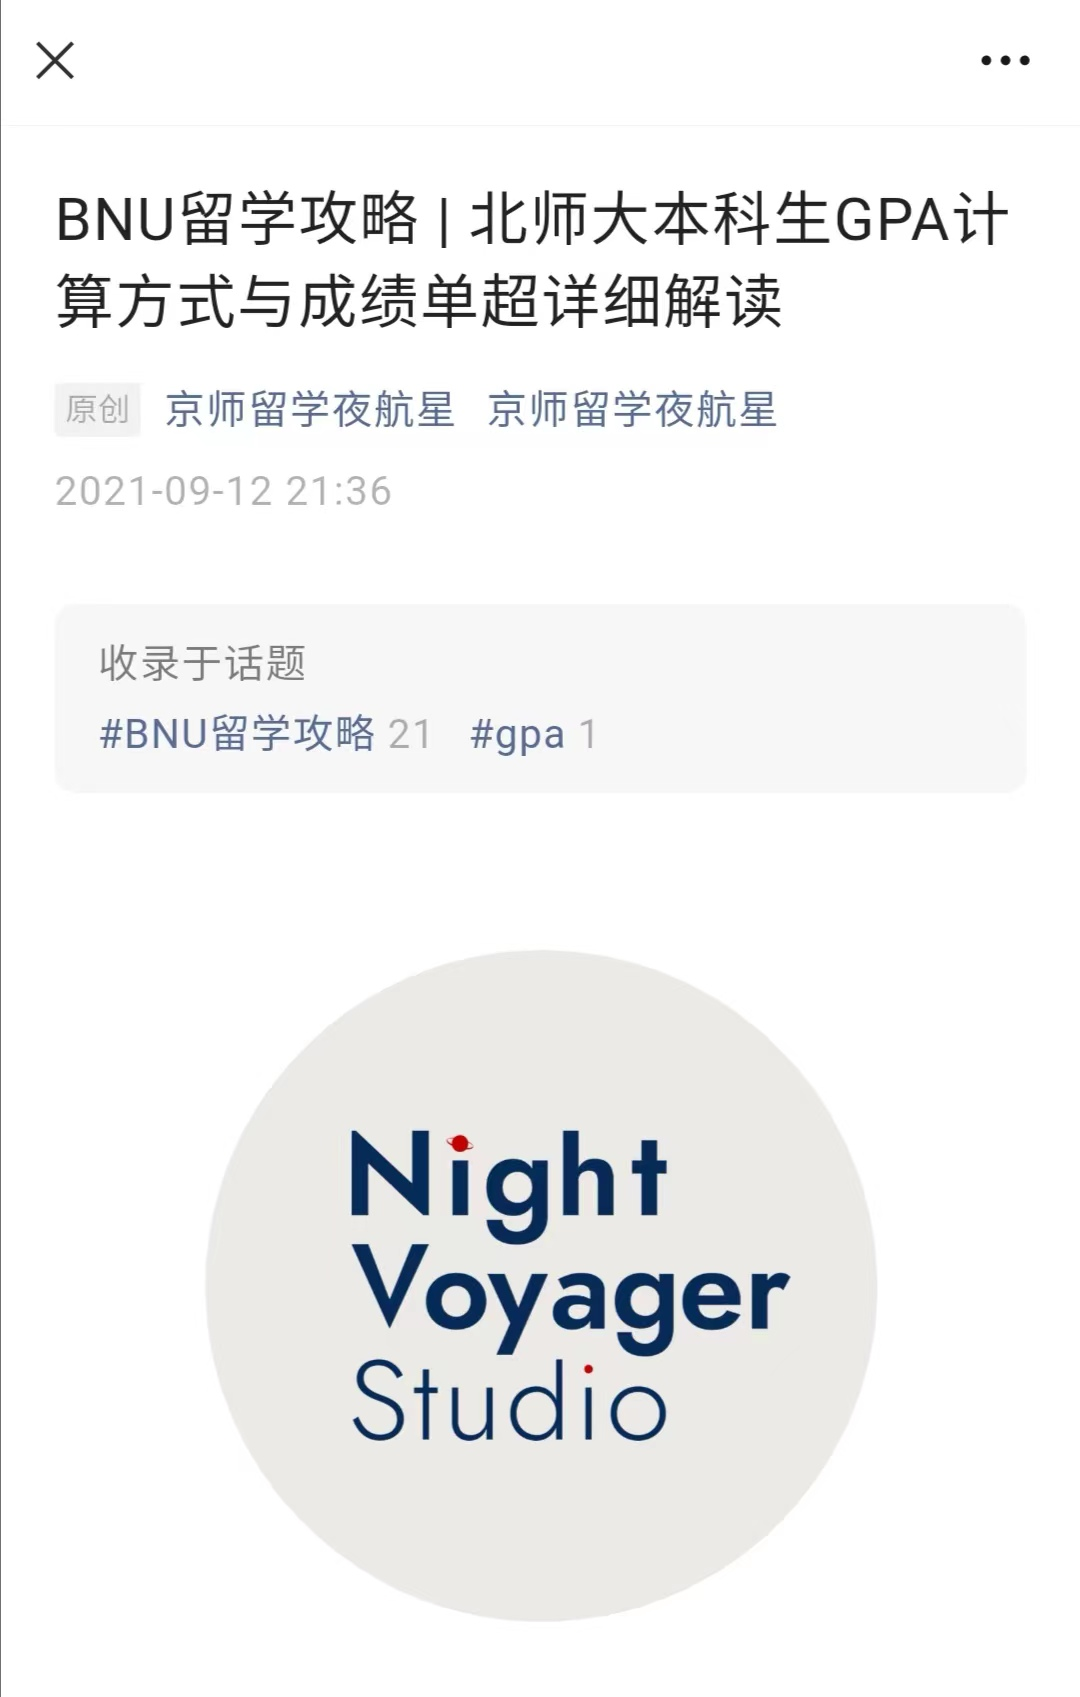 BNU留学攻略 | 北师大本科生GPA计
算方式与成绩单超详细解读
原创 京师留学夜航星 京师留学夜航星
2021-09-12 21:36
收录于话题
#BNU留学攻略 21 #gpa 1
Night
Voyager
Studio